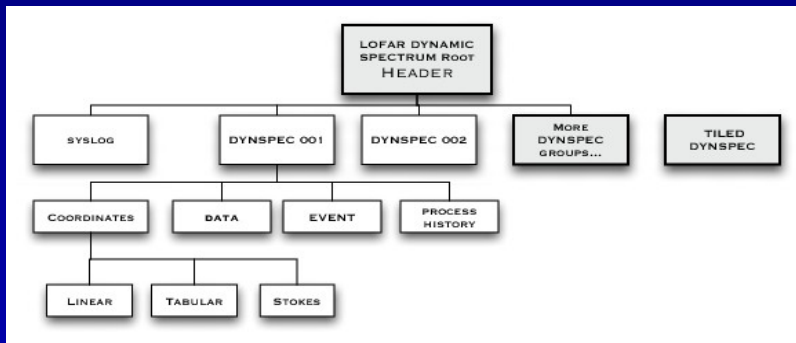 LOFAR DYNAMIC
SPECTRUM ROOT
HEADER
SYSLOG
DYNSPEC 001
DYNSPEC 002
MORE
DYNSPEC
GROUPS...
TILED
DYNSPEC
COORDINATES
DATA
EVENT
PROCESS
HISTORY
LINEAR
TABULAR
STOKES